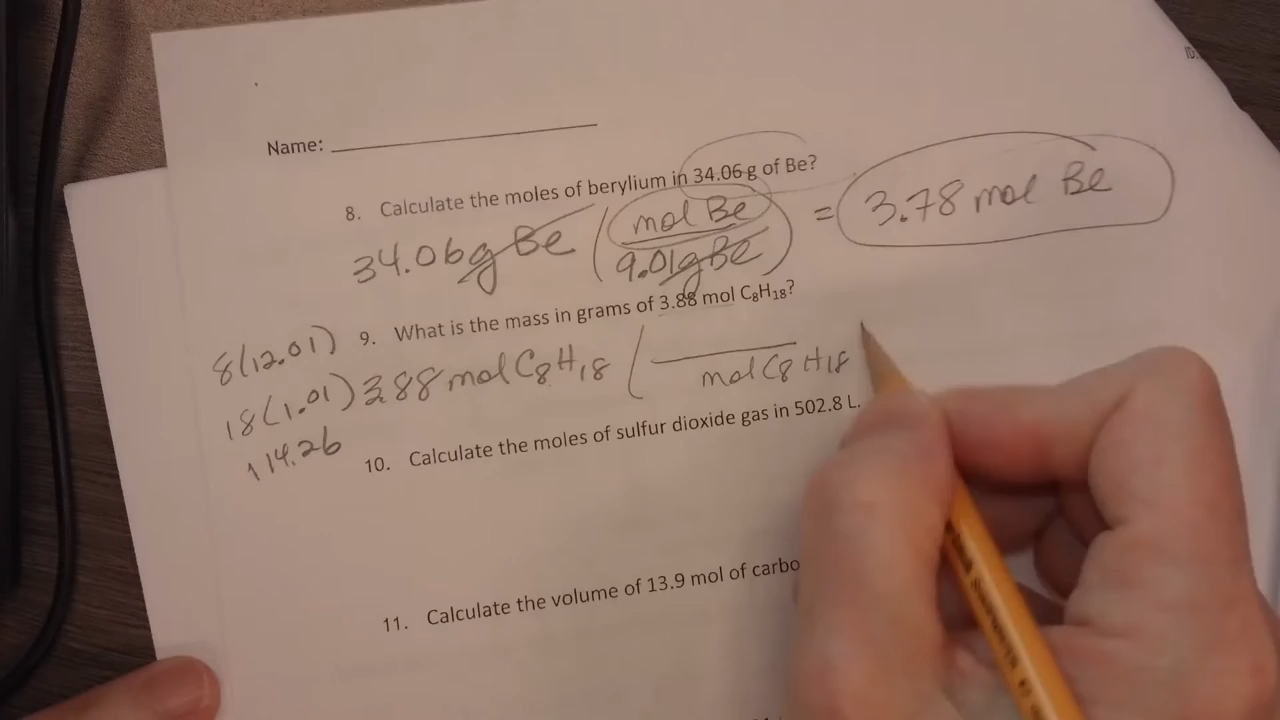 Name:
8. Calculate the moles of berylium in 34.06 g of Be?
34.06g Be ( mol Be / 9.01g Be ) = 3.78 mol Be
9. What is the mass in grams of 3.88 mol C₈H₁₈?
8(12.01)
18(1.01)
114.26
3.88 mol C₈H₁₈ ( / mol C₈H₁₈
10. Calculate the moles of sulfur dioxide gas in 502.8 L.
11. Calculate the volume of 13.9 mol of carbo